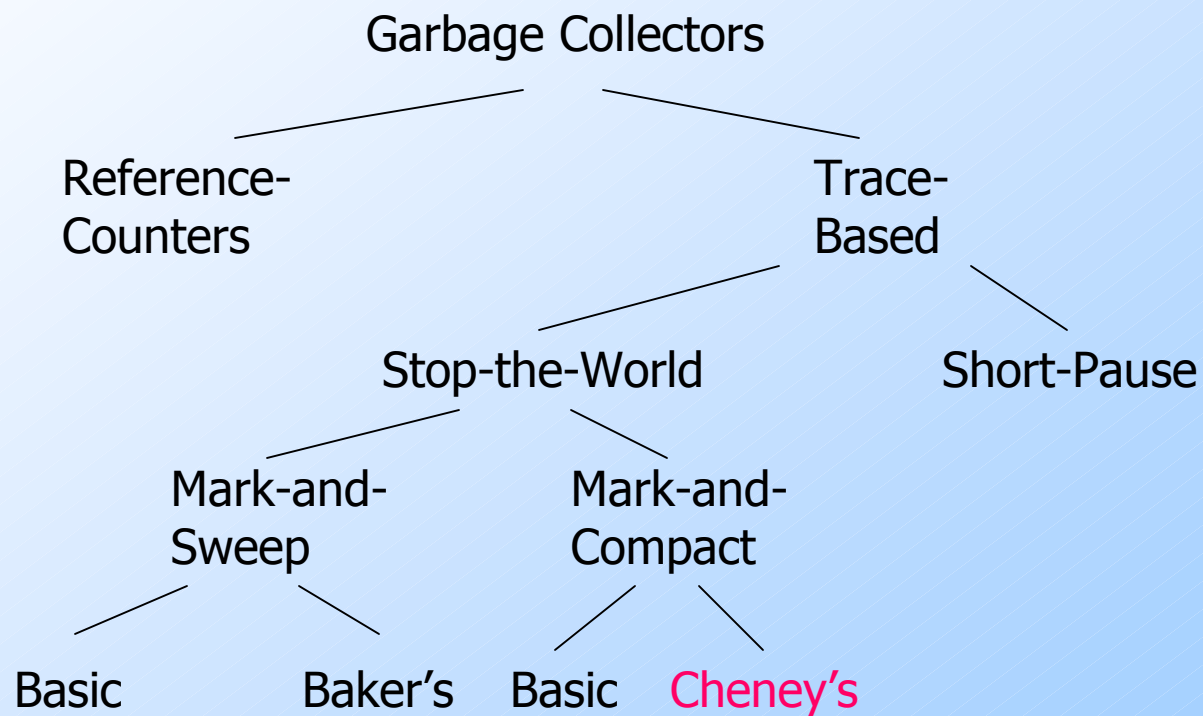 Garbage Collectors
Reference-
Counters
Trace-
Based
Stop-the-World
Short-Pause
Mark-and-
Sweep
Mark-and-
Compact
Basic
Baker’s
Basic
Cheney’s